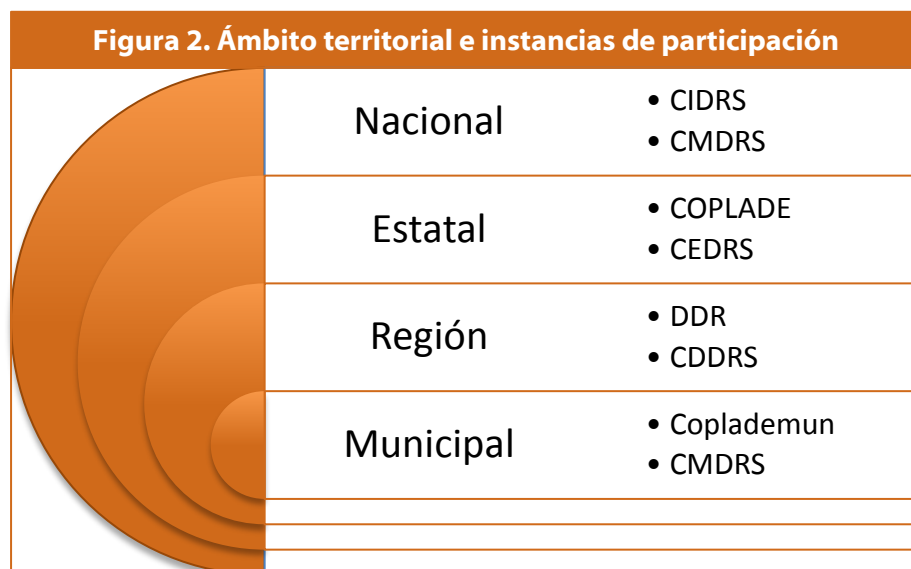 Figura 2. Ámbito territorial e instancias de participación
Nacional
• CIDRS
• CMDRS
Estatal
• COPLADE
• CEDRS
Región
• DDR
• CDDRS
Municipal
• Coplademun
• CMDRS